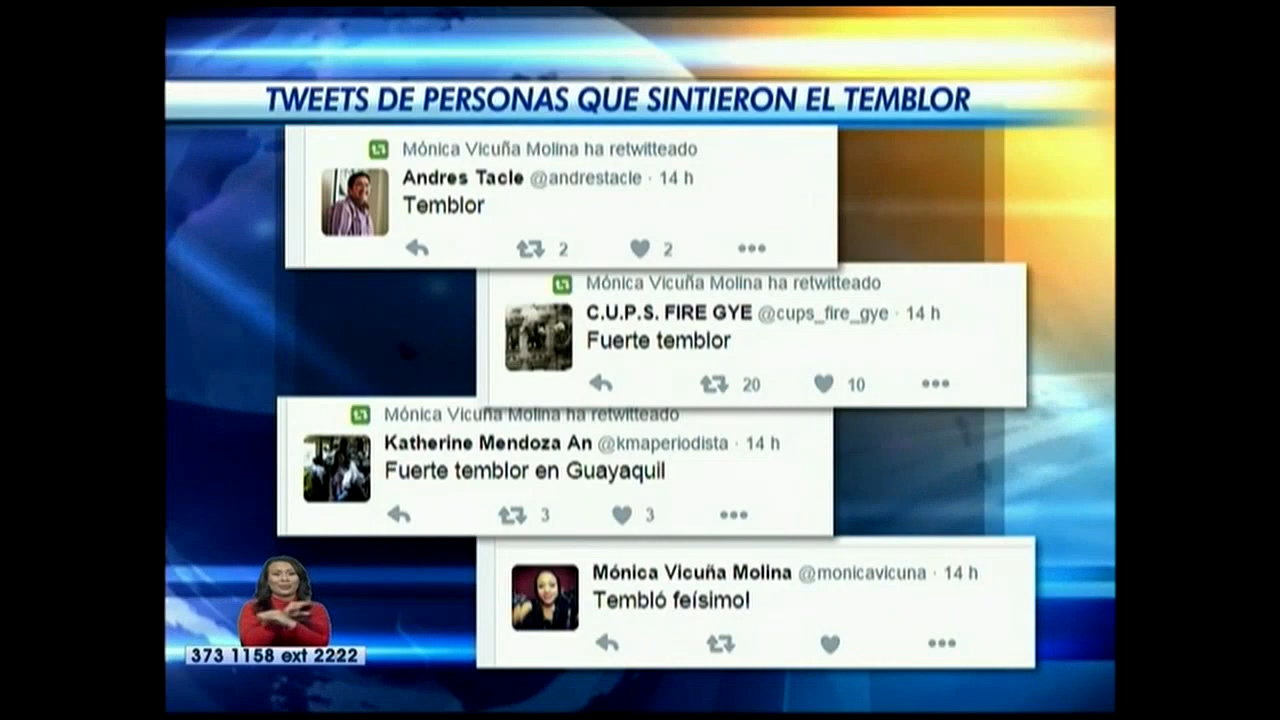 TWEETS DE PERSONAS QUE SINTIERON EL TEMBLOR
Mónica Vicuña Molina ha retwitteado
Andres Tacle @andrestacle · 14 h
Temblor
2 2
Mónica Vicuña Molina ha retwitteado
C.U.P.S. FIRE GYE @cups_fire_gye · 14 h
Fuerte temblor
20 10
Mónica Vicuña Molina ha retwitteado
Katherine Mendoza An @kmaperiodista · 14 h
Fuerte temblor en Guayaquil
3 3
Mónica Vicuña Molina @monicavicuna · 14 h
Tembló feísimo!
373 1158 ext 2222